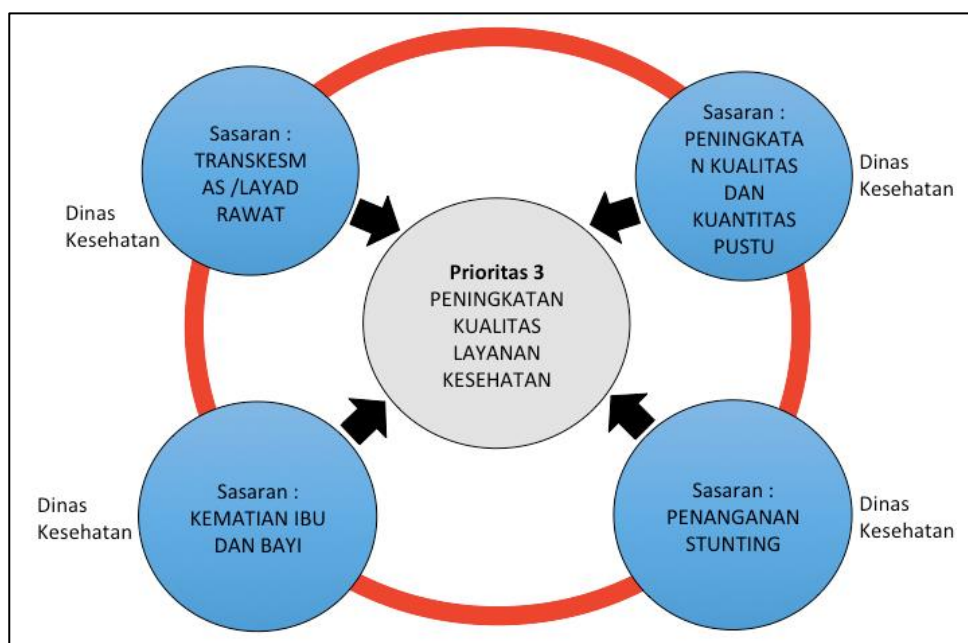 Sasaran :
TRANSKESM
AS /LAYAD
RAWAT
Dinas
Kesehatan
Sasaran :
PENINGKATA
N KUALITAS
DAN
KUANTITAS
PUSTU
Dinas
Kesehatan
Prioritas 3
PENINGKATAN
KUALITAS
LAYANAN
KESEHATAN
Dinas
Kesehatan
Sasaran :
KEMATIAN IBU
DAN BAYI
Sasaran :
PENANGANAN
STUNTING
Dinas
Kesehatan